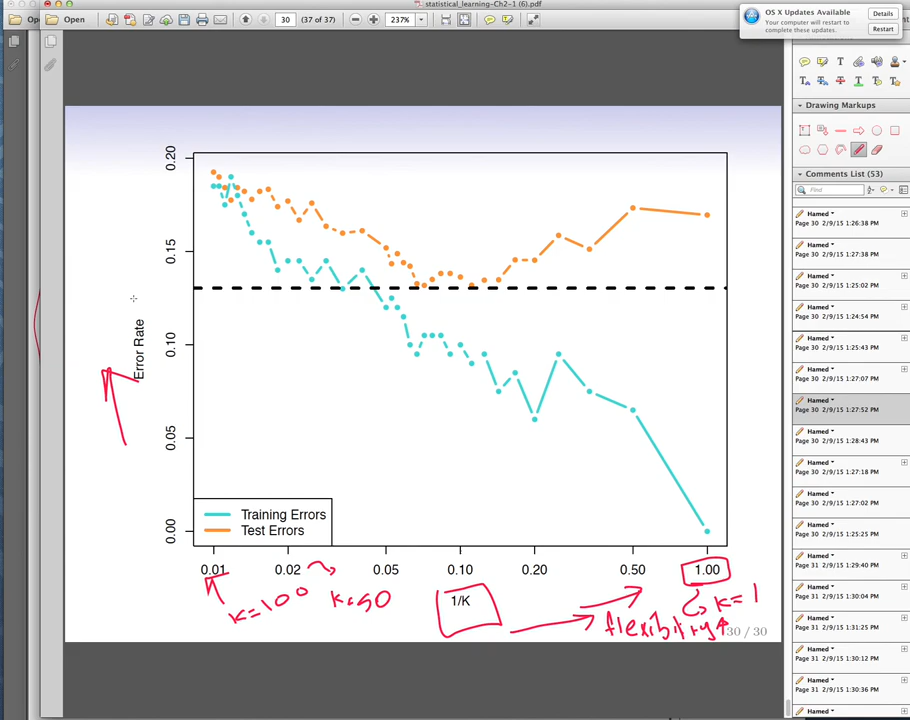 statistical_learning-Ch2-1 (6).pdf
Open
Open
30
(37 of 37)
237%
OS X Updates Available
Your computer will restart to complete these updates.
Details
Restart
Drawing Markups
Comments List (53)
Find
Hamed
Page 30 2/9/15 1:26:38 PM
Hamed
Page 30 2/9/15 1:27:38 PM
Hamed
Page 30 2/9/15 1:25:02 PM
Hamed
Page 30 2/9/15 1:24:54 PM
Hamed
Page 30 2/9/15 1:25:43 PM
Hamed
Page 30 2/9/15 1:27:07 PM
Hamed
Page 30 2/9/15 1:27:52 PM
Hamed
Page 30 2/9/15 1:28:43 PM
Hamed
Page 30 2/9/15 1:27:18 PM
Hamed
Page 30 2/9/15 1:27:02 PM
Hamed
Page 30 2/9/15 1:25:25 PM
Hamed
Page 31 2/9/15 1:29:40 PM
Hamed
Page 31 2/9/15 1:30:04 PM
Hamed
Page 31 2/9/15 1:31:25 PM
Hamed
Page 31 2/9/15 1:30:12 PM
Hamed
Page 31 2/9/15 1:30:36 PM
Hamed
0.20
0.15
0.10
0.05
0.00
Error Rate
Training Errors
Test Errors
0.01 0.02 0.05 0.10 0.20 0.50 1.00
K=100
K=50
1/K
K=1
flexibility
30 / 30